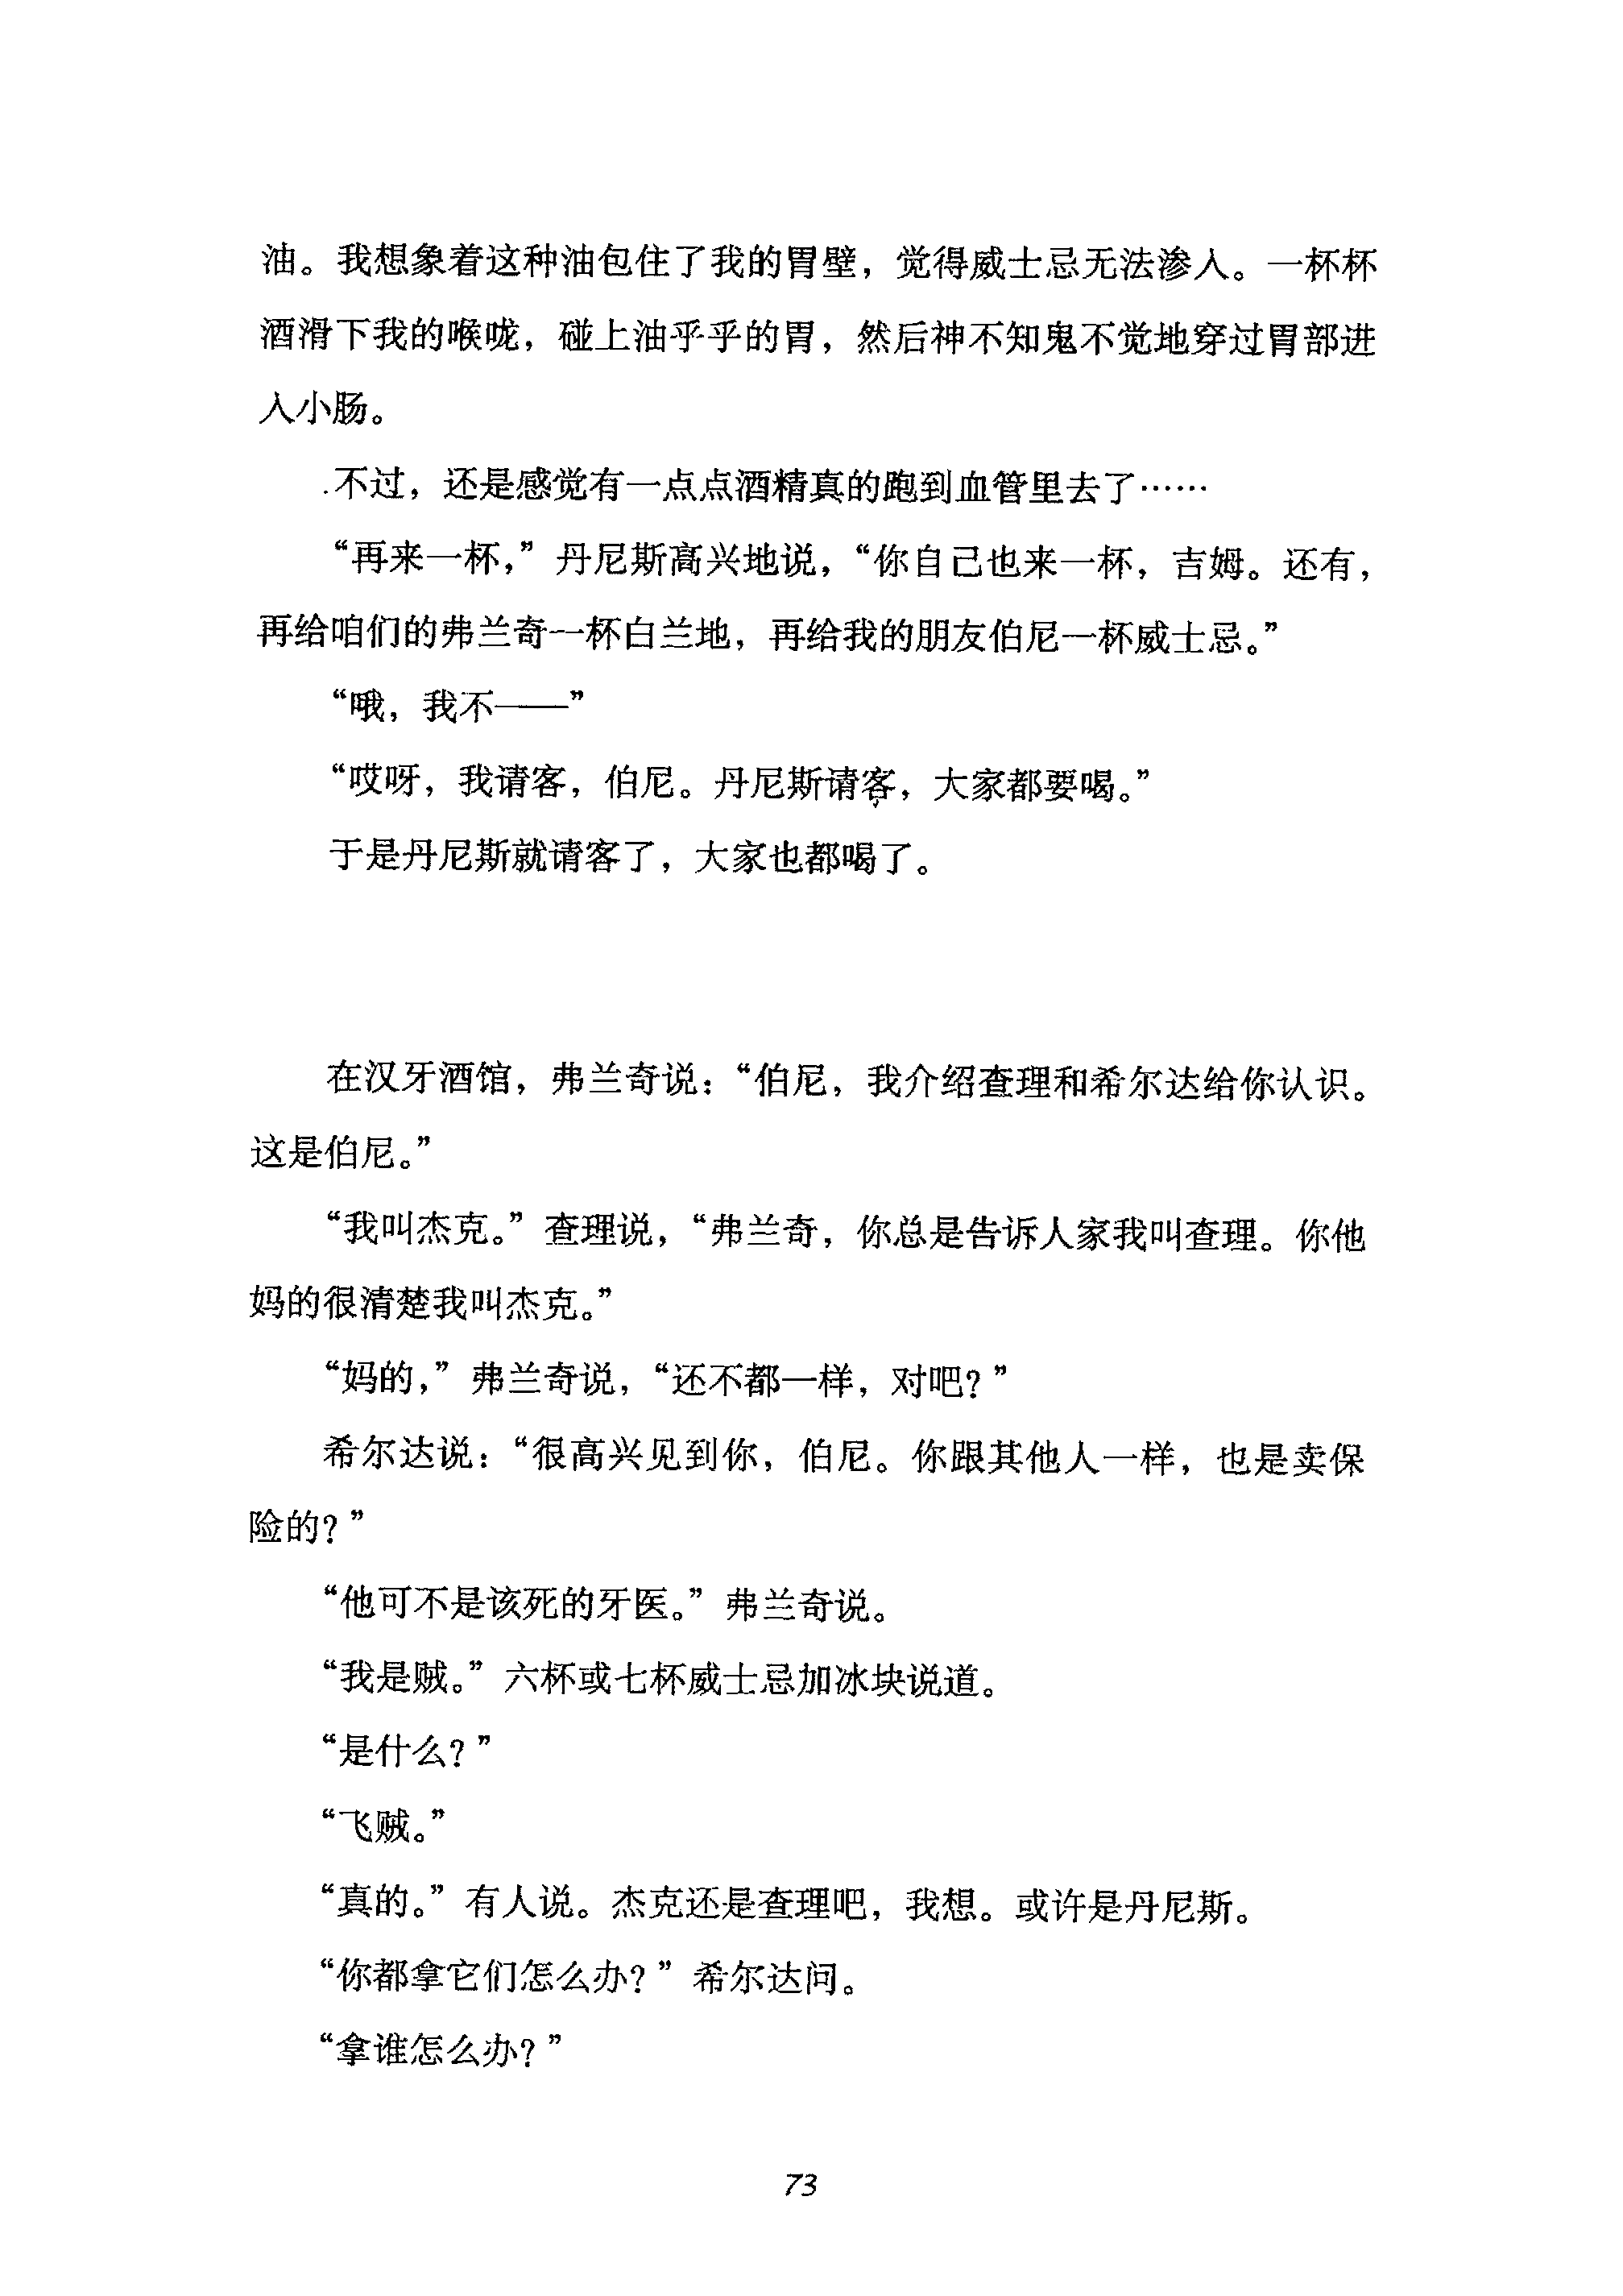 油。我想象着这种油包住了我的胃壁，觉得威士忌无法渗入。一杯杯
酒滑下我的喉咙，碰上油乎乎的胃，然后神不知鬼不觉地穿过胃部进
入小肠。
不过，还是感觉有一点点酒精真的跑到血管里去了……
“再来一杯，”丹尼斯高兴地说，“你自己也来一杯，吉姆。还有，
再给咱们的弗兰奇一杯白兰地，再给我的朋友伯尼一杯威士忌。”
“哦，我不——”
“哎呀，我请客，伯尼。丹尼斯请客，大家都要喝。”
于是丹尼斯就请客了，大家也都喝了。
在汉牙酒馆，弗兰奇说：“伯尼，我介绍查理和希尔达给你认识。
这是伯尼。”
“我叫杰克。”查理说，“弗兰奇，你总是告诉人家我叫查理。你他
妈的很清楚我叫杰克。”
“妈的，”弗兰奇说，“还不都一样，对吧？”
希尔达说：“很高兴见到你，伯尼。你跟其他人一样，也是卖保
险的？”
“他可不是该死的牙医。”弗兰奇说。
“我是贼。”六杯或七杯威士忌加冰块说道。
“是什么？”
“飞贼。”
“真的。”有人说。杰克还是查理吧，我想。或许是丹尼斯。
“你都拿它们怎么办？”希尔达问。
“拿谁怎么办？”
73